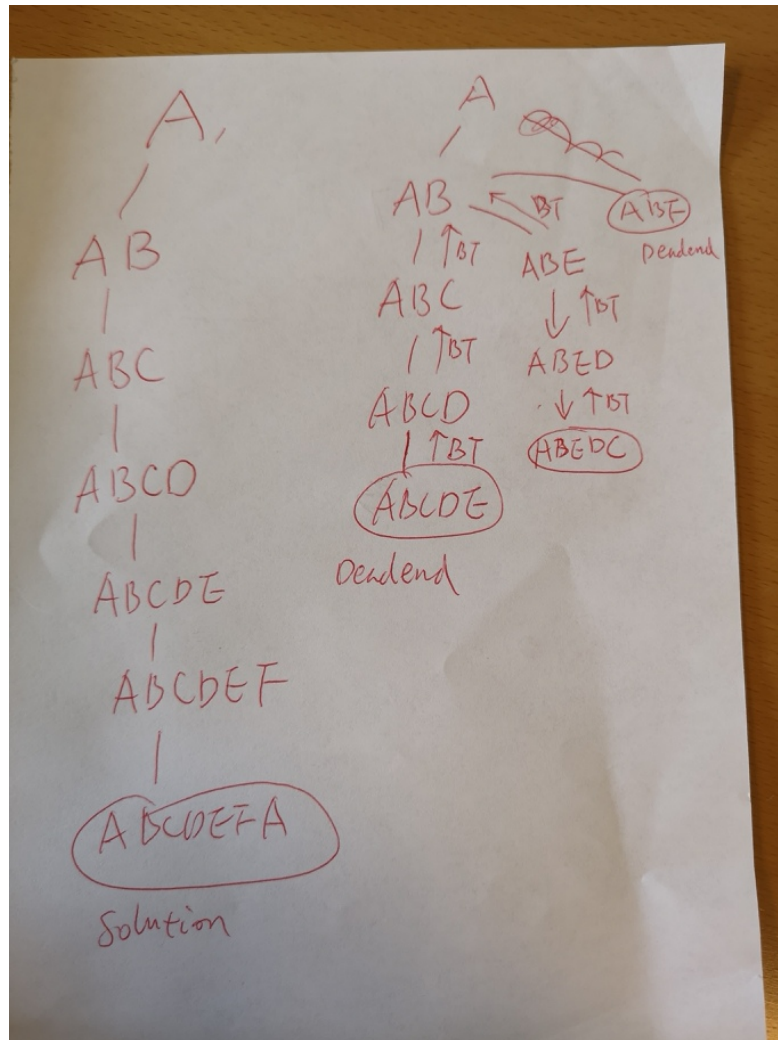 A,
AB
ABC
ABCD
ABCDE
ABCDEF
ABCDEFA
Solution
A
AB
BT
ABF
Deadend
BT
ABE
ABC
BT
BT
ABED
ABCD
BT
BT
ABEDC
ABCDE
Deadend